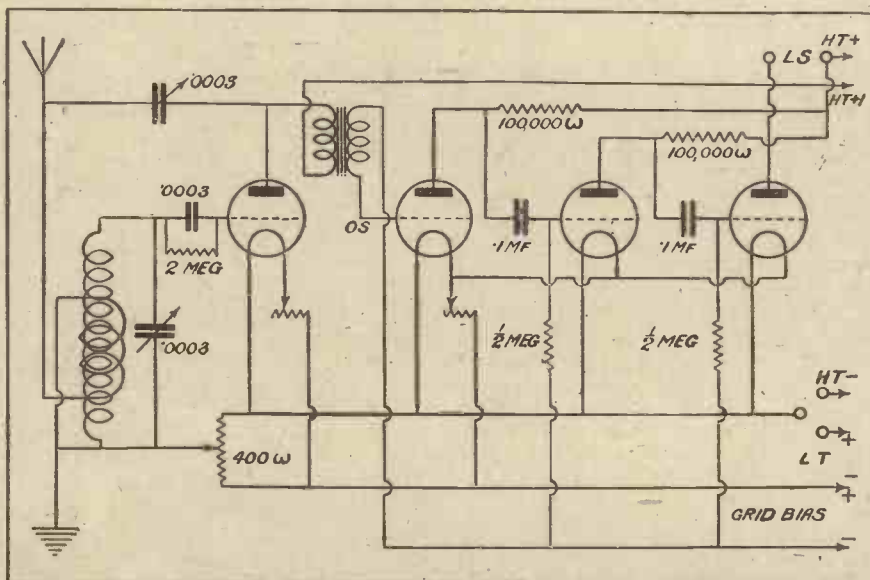 .0003
LS HT+
HT+1
100,000 ω
100,000 ω
.0003
2 MEG
OS
.1 MF
.1 MF
.0003
½ MEG
½ MEG
HT-
+
LT
400 ω
-
+
GRID BIAS
-